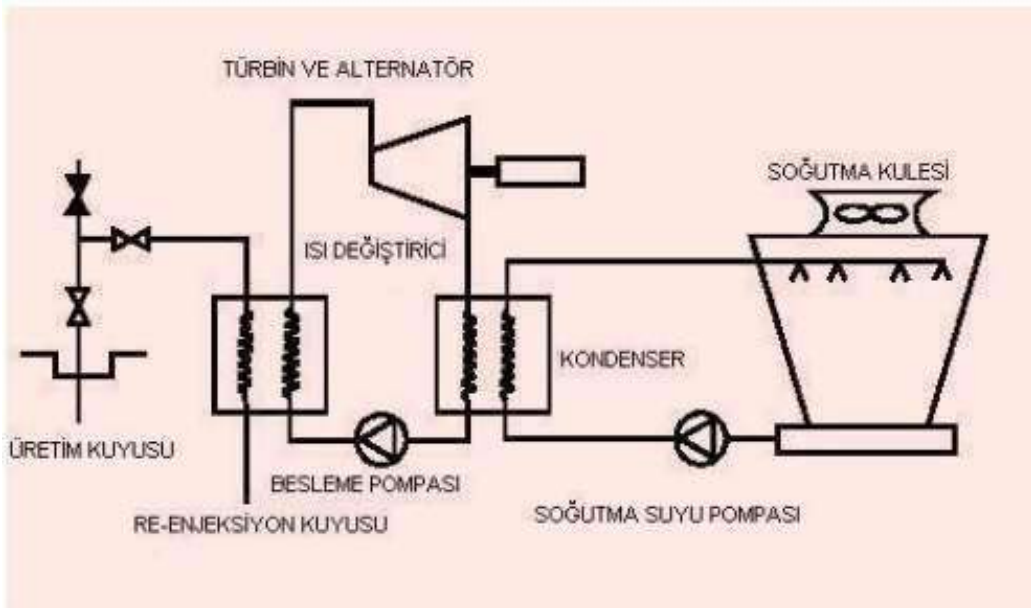 TÜRBİN VE ALTERNATÖR
SOĞUTMA KULESİ
ISI DEĞİŞTİRİCİ
KONDENSER
ÜRETİM KUYUSU
BESLEME POMPASI
RE-ENJEKSİYON KUYUSU
SOĞUTMA SUYU POMPASI